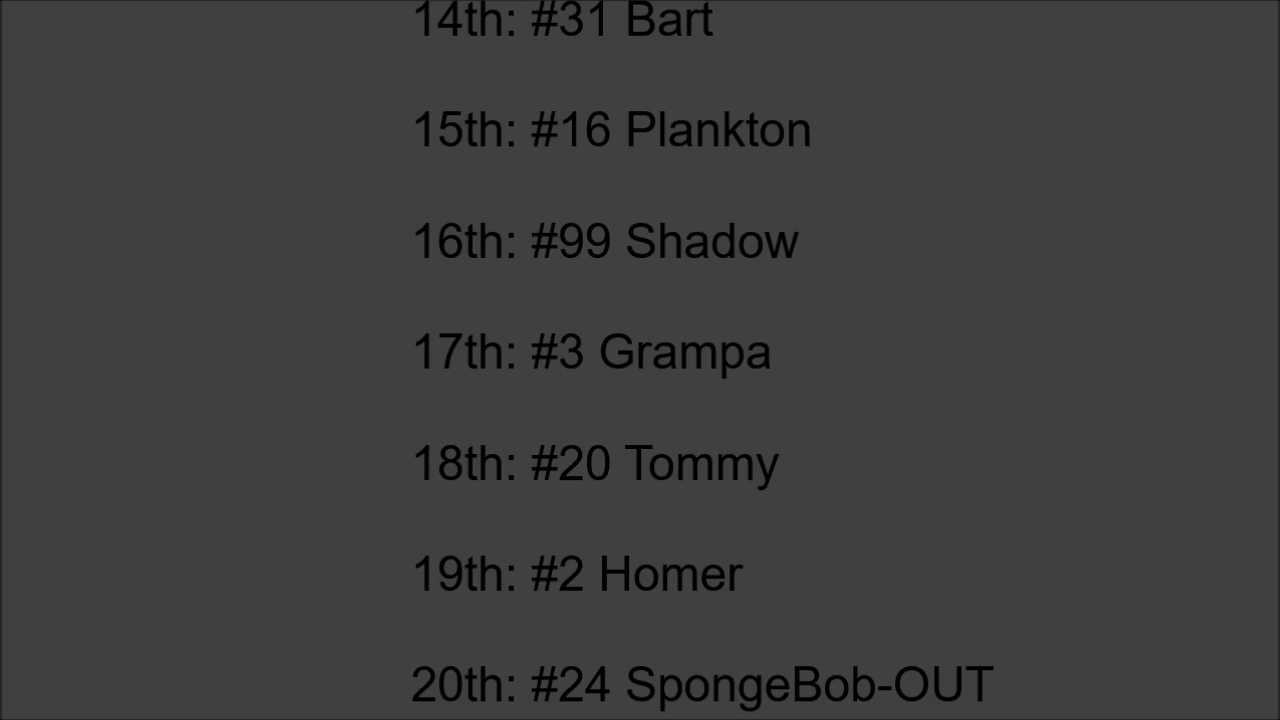 14th: #31 Bart
15th: #16 Plankton
16th: #99 Shadow
17th: #3 Grampa
18th: #20 Tommy
19th: #2 Homer
20th: #24 SpongeBob-OUT